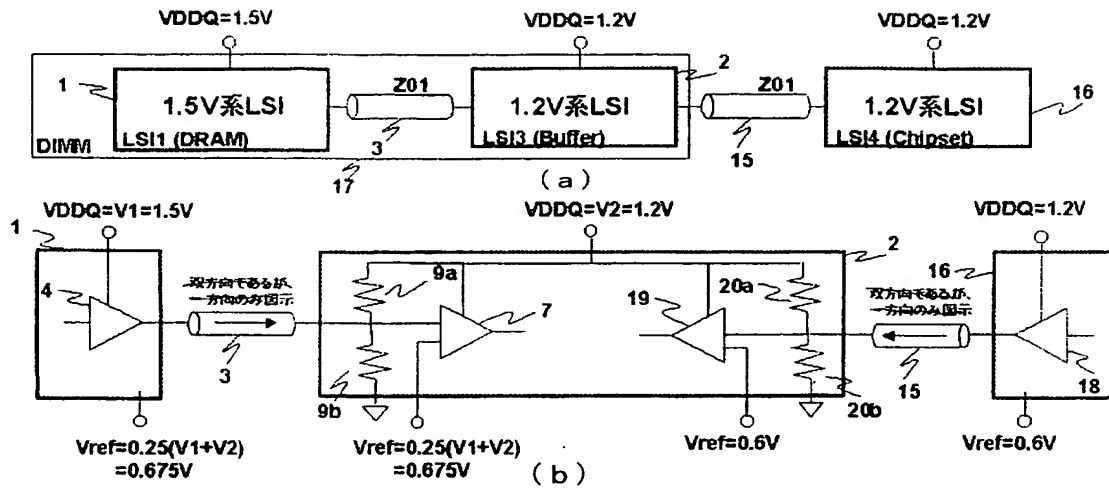 VDDQ=1.5V
VDDQ=1.2V
VDDQ=1.2V
1
1.5V系LSI
LSI1 (DRAM)
DIMM
Z01
3
2
1.2V系LSI
LSI3 (Buffer)
Z01
15
1.2V系LSI
LSI4 (Chipset)
16
17
(a)
VDDQ=V1=1.5V
VDDQ=V2=1.2V
VDDQ=1.2V
1
4
双方向であるが、
一方向のみ図示
3
9a
9b
7
2
19
20a
20b
双方向であるが、
一方向のみ図示
15
16
18
Vref=0.25(V1+V2)
=0.675V
Vref=0.25(V1+V2)
=0.675V
Vref=0.6V
Vref=0.6V
(b)